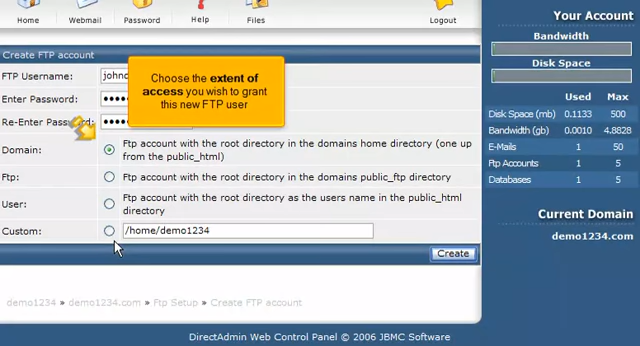 Home Webmail Password Help Files Logout
Your Account
Bandwidth
Disk Space
Used Max
Disk Space (mb) 0.1133 500
Bandwidth (gb) 0.0010 4.8828
E-Mails 1 50
Ftp Accounts 1 5
Databases 1 5
Current Domain
demo1234.com
Create FTP account
FTP Username:
Choose the extent of
access you wish to grant
this new FTP user
Enter Password:
Re-Enter Password:
Domain: Ftp account with the root directory in the domains home directory (one up
from the public_html)
Ftp: Ftp account with the root directory in the domains public_ftp directory
User: Ftp account with the root directory as the users name in the public_html
directory
Custom: /home/demo1234
Create
demo1234 » demo1234.com » Ftp Setup » Create FTP account
DirectAdmin Web Control Panel © 2006 JBMC Software